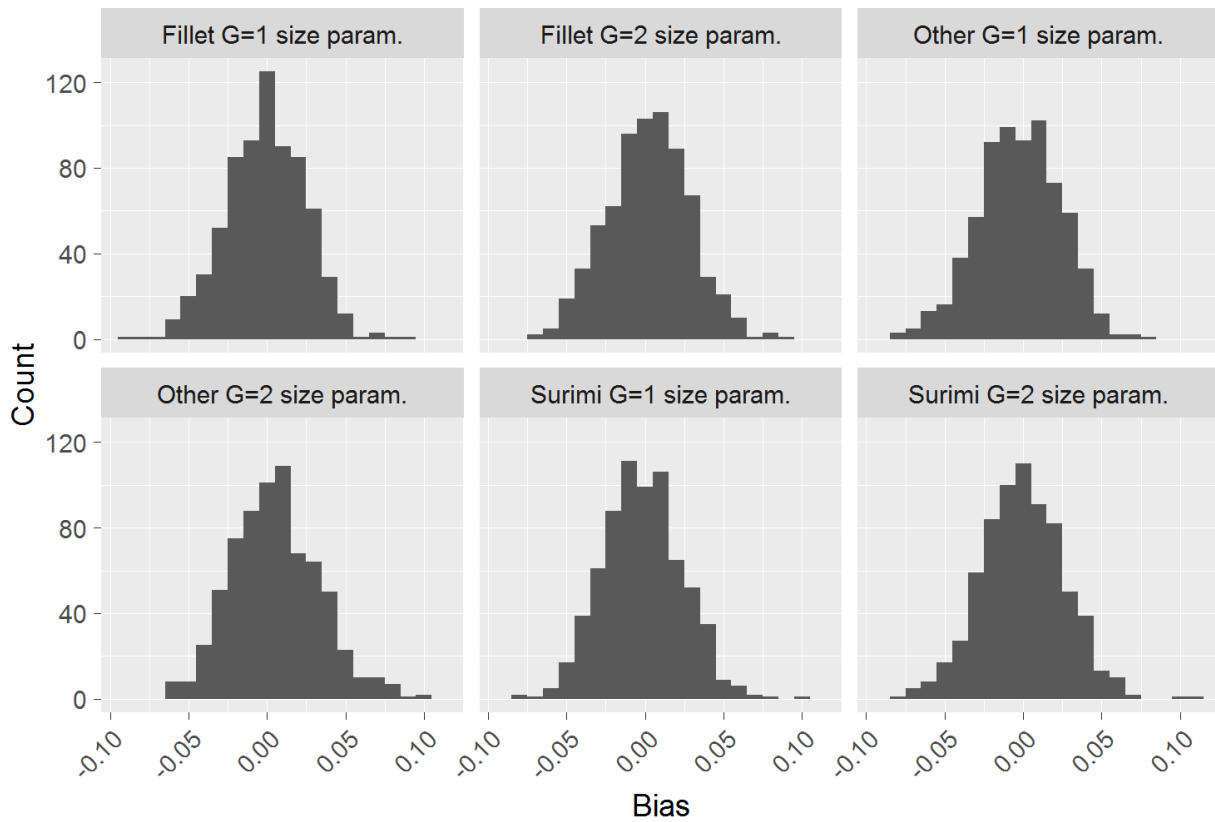 Fillet G=1 size param.
Fillet G=2 size param.
Other G=1 size param.
120
80
40
0
Count
Other G=2 size param.
Surimi G=1 size param.
Surimi G=2 size param.
120
80
40
0
-0.10 -0.05 0.00 0.05 0.10
-0.10 -0.05 0.00 0.05 0.10
-0.10 -0.05 0.00 0.05 0.10
Bias